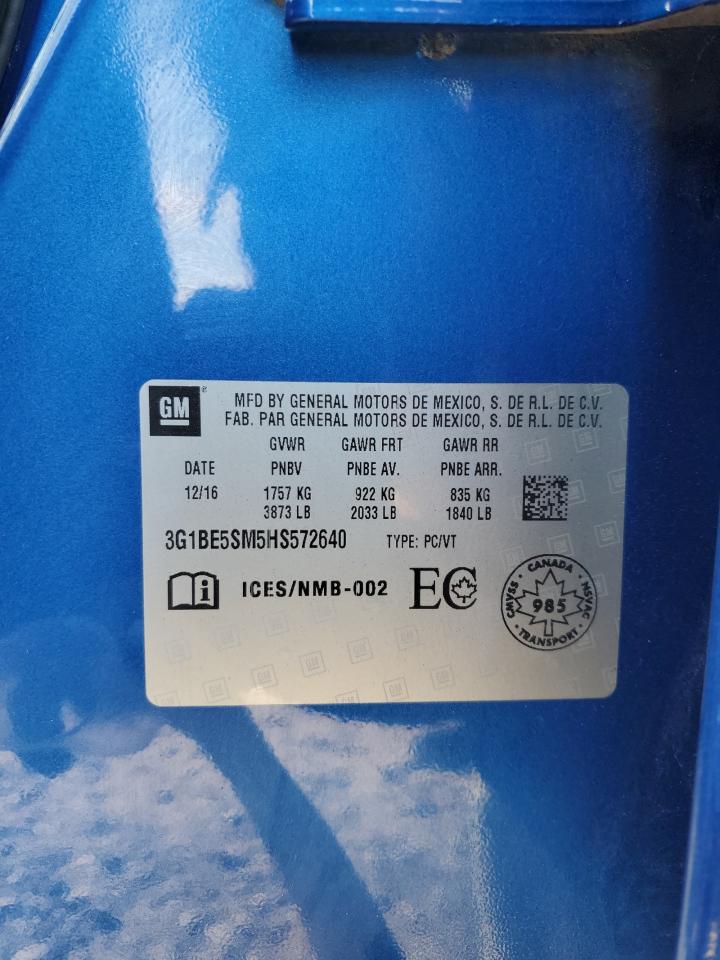 GM
MFD BY GENERAL MOTORS DE MEXICO, S. DE R.L. DE C.V.
FAB. PAR GENERAL MOTORS DE MEXICO, S. DE R.L. DE C.V.
GVWR GAWR FRT GAWR RR
DATE PNBV PNBE AV. PNBE ARR.
12/16 1757 KG 922 KG 835 KG
3873 LB 2033 LB 1840 LB
3G1BE5SM5HS572640 TYPE: PC/VT
i ICES/NMB-002 EC
CANADA
CMVSS 985 NSVAC
TRANSPORT